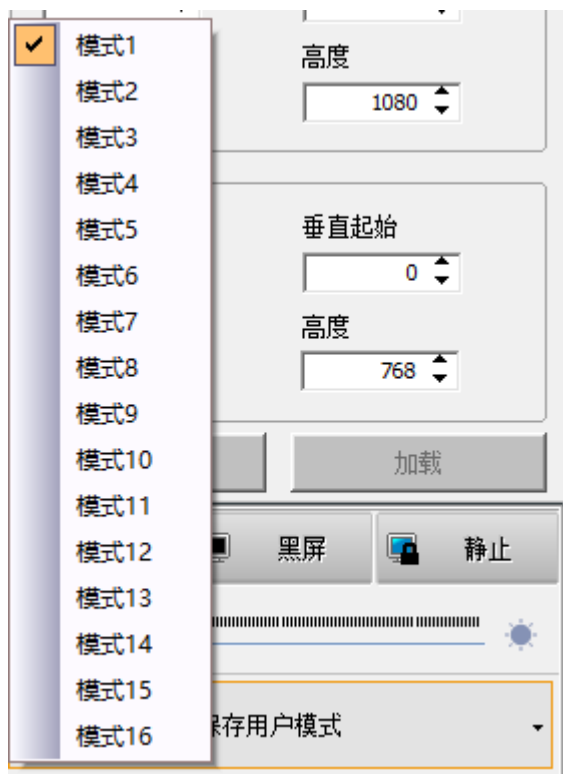 模式1
模式2
模式3
模式4
模式5
模式6
模式7
模式8
模式9
模式10
模式11
模式12
模式13
模式14
模式15
模式16
高度
1080
垂直起始
0
高度
768
加载
黑屏
静止
保存用户模式